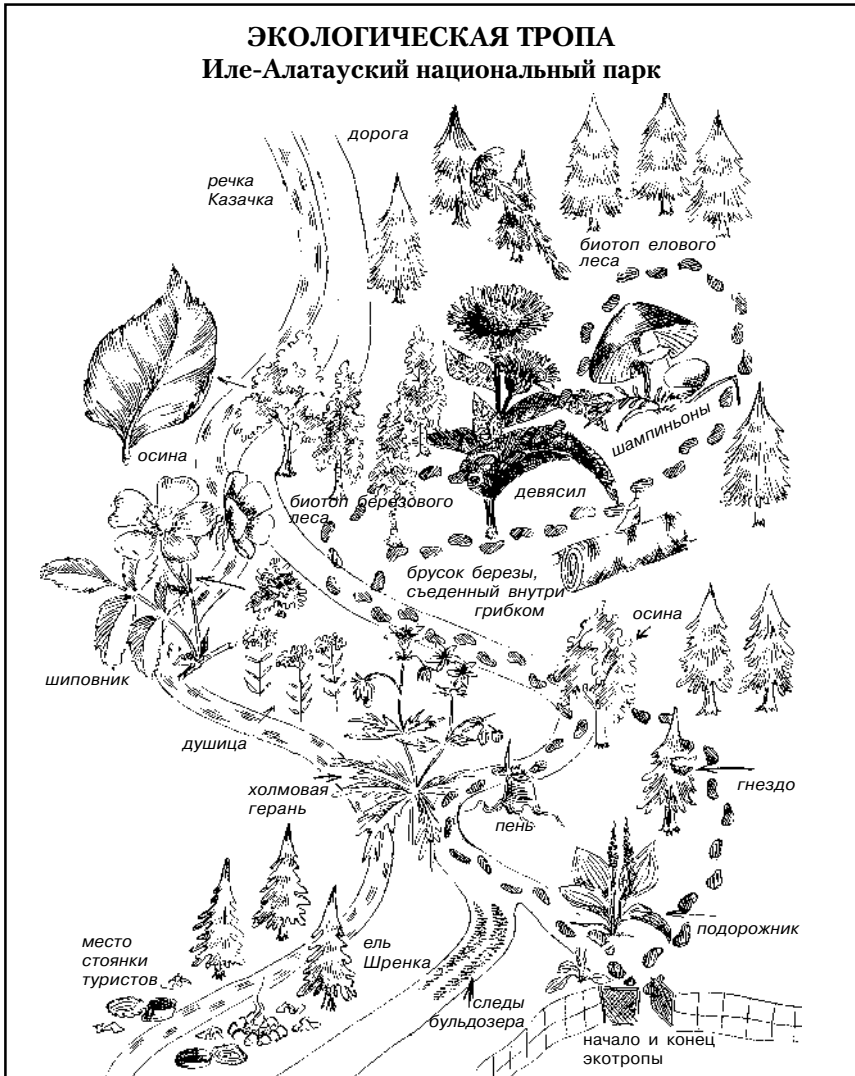 ЭКОЛОГИЧЕСКАЯ ТРОПА
Иле-Алатауский национальный парк
дорога
речка
Казачка
биотоп елового
леса
осина
шампиньоны
девясил
биотоп березового
леса
брусок березы,
съеденный внутри
грибком
осина
шиповник
душица
холмовая
герань
пень
гнездо
подорожник
место
стоянки
туристов
ель
Шренка
следы
бульдозера
начало и конец
экотропы